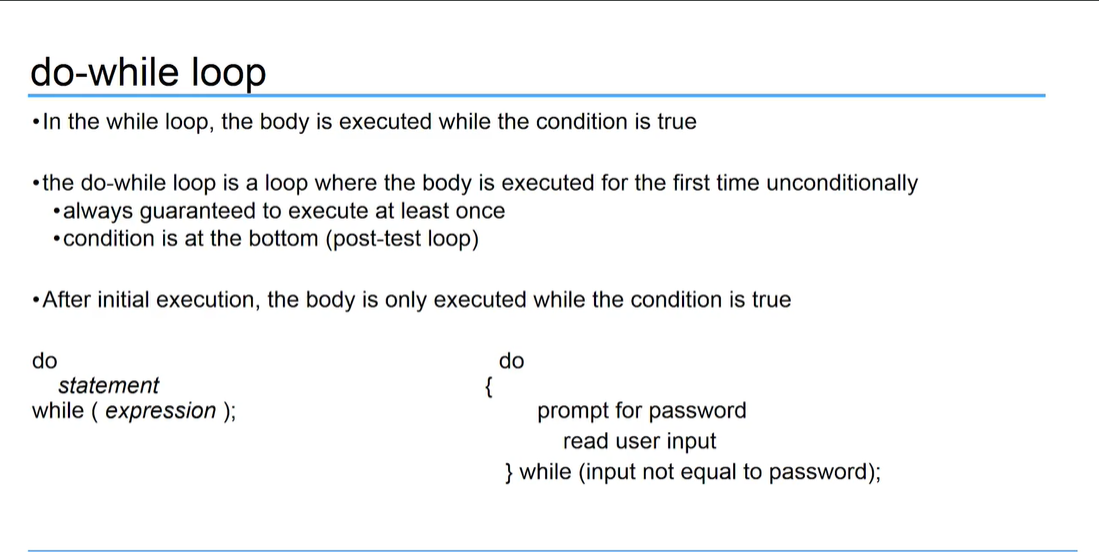 do-while loop
•In the while loop, the body is executed while the condition is true
•the do-while loop is a loop where the body is executed for the first time unconditionally
•always guaranteed to execute at least once
•condition is at the bottom (post-test loop)
•After initial execution, the body is only executed while the condition is true
do
statement
while ( expression );
do
{
prompt for password
read user input
} while (input not equal to password);